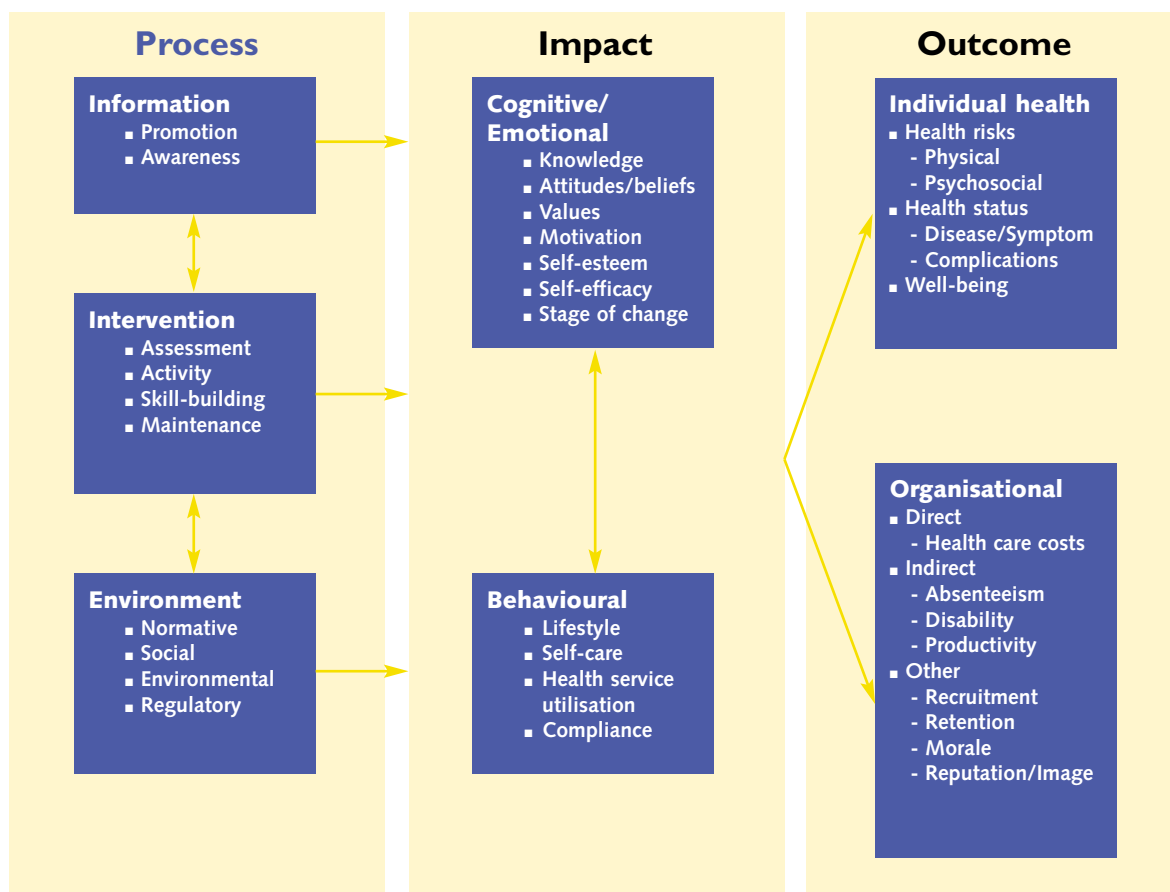 Process
Information
▪ Promotion
▪ Awareness
Intervention
▪ Assessment
▪ Activity
▪ Skill-building
▪ Maintenance
Environment
▪ Normative
▪ Social
▪ Environmental
▪ Regulatory
Impact
Cognitive/
Emotional
▪ Knowledge
▪ Attitudes/beliefs
▪ Values
▪ Motivation
▪ Self-esteem
▪ Self-efficacy
▪ Stage of change
Behavioural
▪ Lifestyle
▪ Self-care
▪ Health service
utilisation
▪ Compliance
Outcome
Individual health
▪ Health risks
- Physical
- Psychosocial
▪ Health status
- Disease/Symptom
- Complications
▪ Well-being
Organisational
▪ Direct
- Health care costs
▪ Indirect
- Absenteeism
- Disability
- Productivity
▪ Other
- Recruitment
- Retention
- Morale
- Reputation/Image